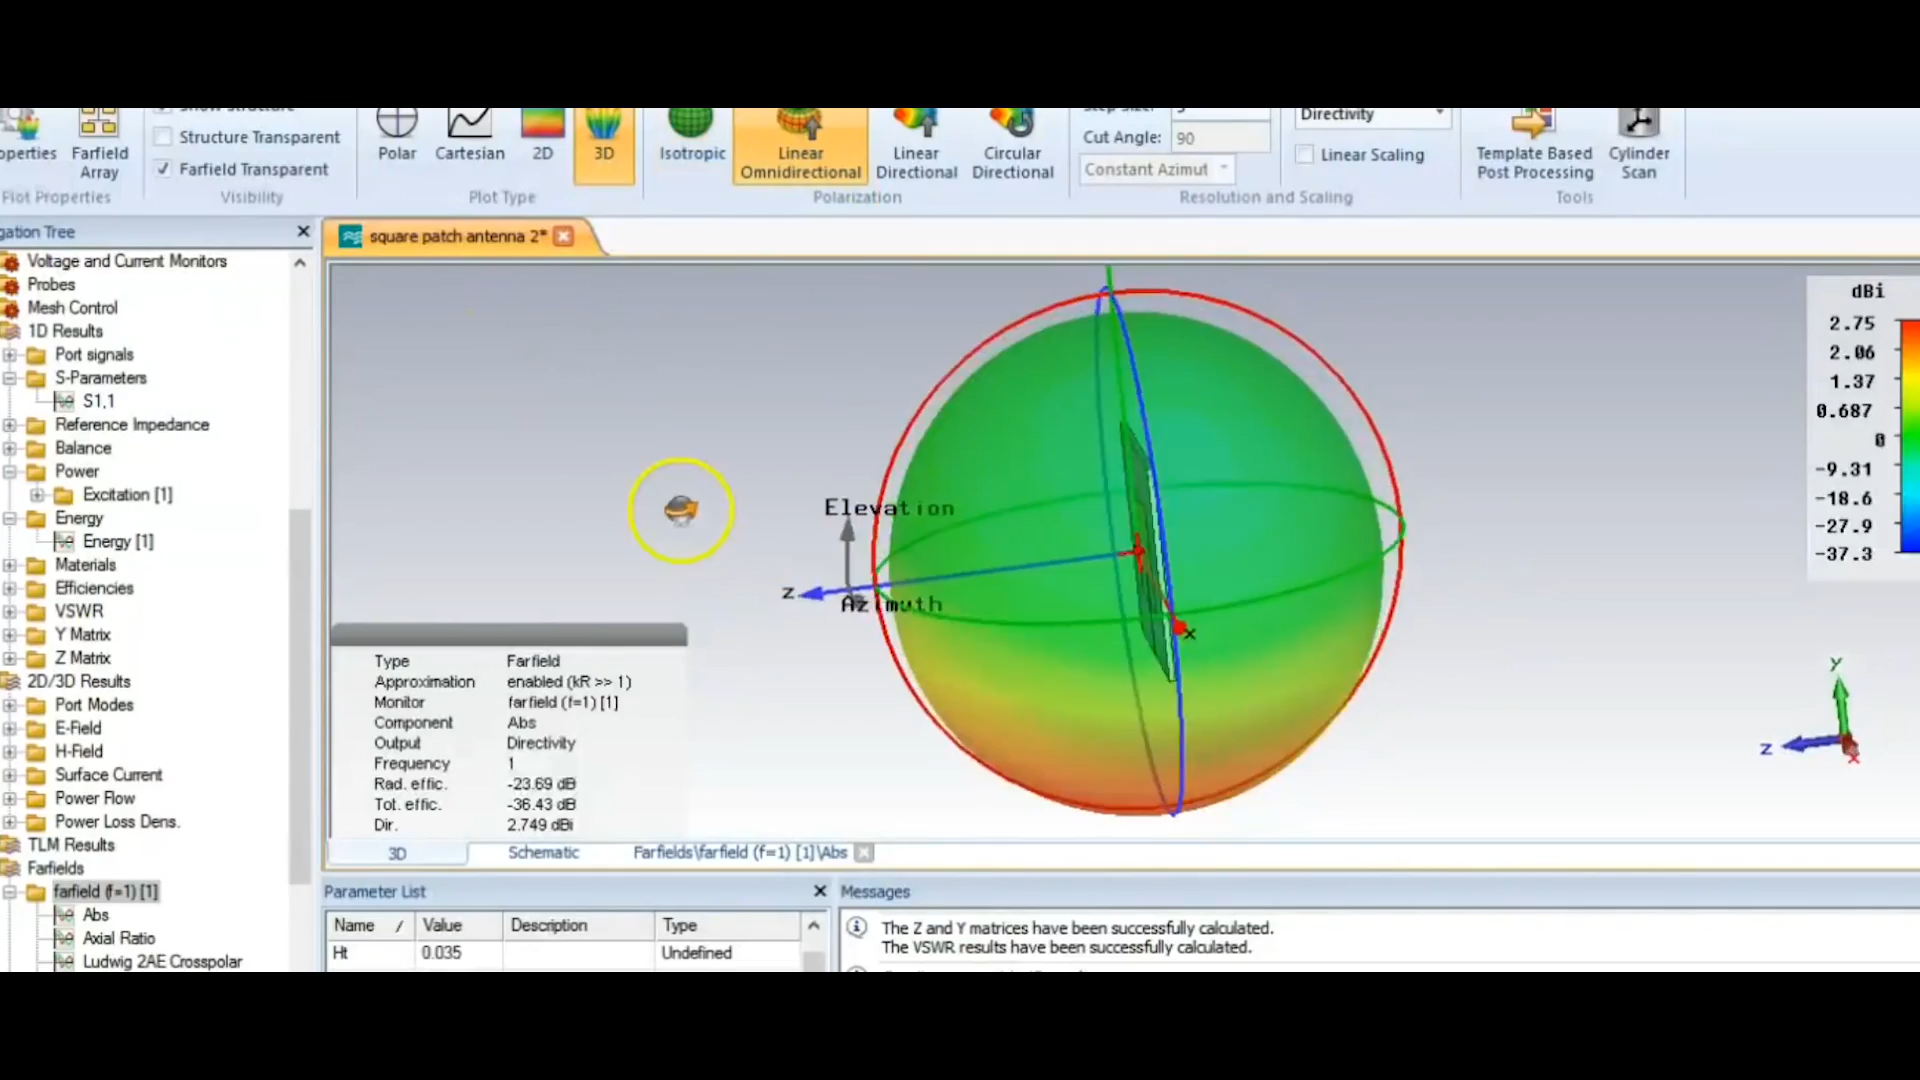 Structure Transparent
Farfield Transparent
Farfield
Array
Plot Properties
Visibility
Polar
Cartesian
2D
3D
Plot Type
Isotropic
Linear
Omnidirectional
Linear
Directional
Circular
Directional
Polarization
Cut Angle:
90
Constant Azimut
Directivity
Linear Scaling
Resolution and Scaling
Template Based
Post Processing
Cylinder
Scan
Tools
gation Tree
Voltage and Current Monitors
Probes
Mesh Control
1D Results
Port signals
S-Parameters
S1,1
Reference Impedance
Balance
Power
Excitation [1]
Energy
Energy [1]
Materials
Efficiencies
VSWR
Y Matrix
Z Matrix
2D/3D Results
Port Modes
E-Field
H-Field
Surface Current
Power Flow
Power Loss Dens.
TLM Results
Farfields
farfield (f=1) [1]
Abs
Axial Ratio
Ludwig 2AE Crosspolar
square patch antenna 2*
Elevation
Azimuth
z
x
dBi
2.75
2.06
1.37
0.687
0
-9.31
-18.6
-27.9
-37.3
Y
Z
X
Type Farfield
Approximation enabled (kR >> 1)
Monitor farfield (f=1) [1]
Component Abs
Output Directivity
Frequency 1
Rad. effic. -23.69 dB
Tot. effic. -36.43 dB
Dir. 2.749 dBi
3D
Schematic
Farfields\farfield (f=1) [1]\Abs
Parameter List
Name / Value Description Type
Ht 0.035 Undefined
Messages
The Z and Y matrices have been successfully calculated.
The VSWR results have been successfully calculated.